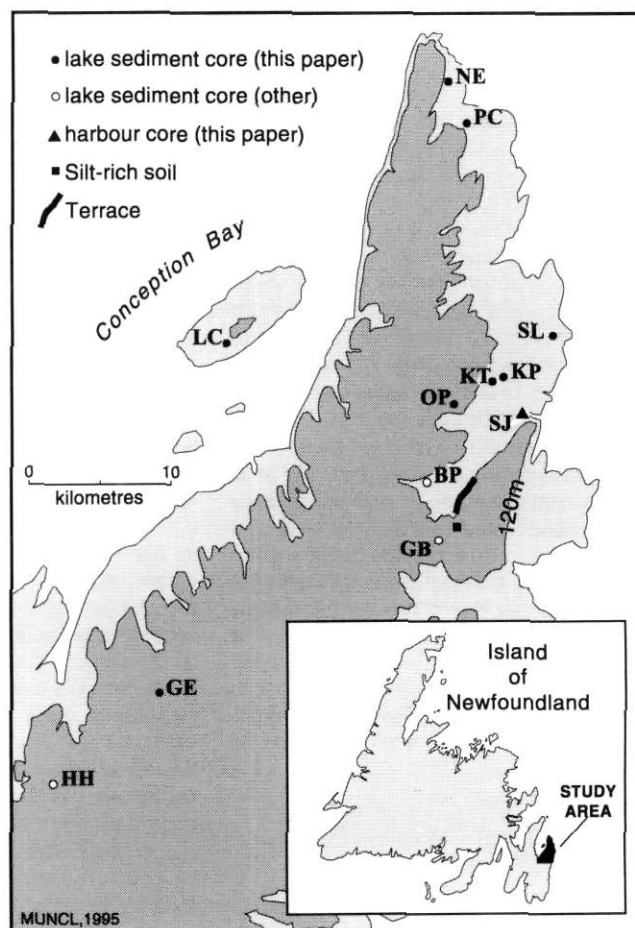 lake sediment core (this paper)
lake sediment core (other)
harbour core (this paper)
Silt-rich soil
Terrace
NE
PC
Conception Bay
LC
SL
KT
KP
OP
SJ
0 10
kilometres
BP
120m
GB
GE
HH
Island
of
Newfoundland
STUDY
AREA
MUNCL,1995